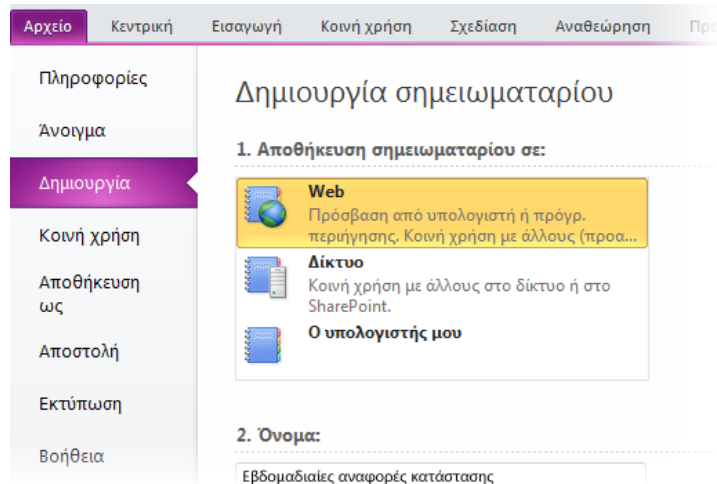 Αρχείο Κεντρική Εισαγωγή Κοινή χρήση Σχεδίαση Αναθεώρηση
Πληροφορίες
Άνοιγμα
Δημιουργία
Κοινή χρήση
Αποθήκευση
ως
Αποστολή
Εκτύπωση
Βοήθεια
Δημιουργία σημειωματαρίου
1. Αποθήκευση σημειωματαρίου σε:
Web
Πρόσβαση από υπολογιστή ή πρόγρ.
περιήγησης. Κοινή χρήση με άλλους (προα...
Δίκτυο
Κοινή χρήση με άλλους στο δίκτυο ή στο
SharePoint.
Ο υπολογιστής μου
2. Όνομα:
Εβδομαδιαίες αναφορές κατάστασης